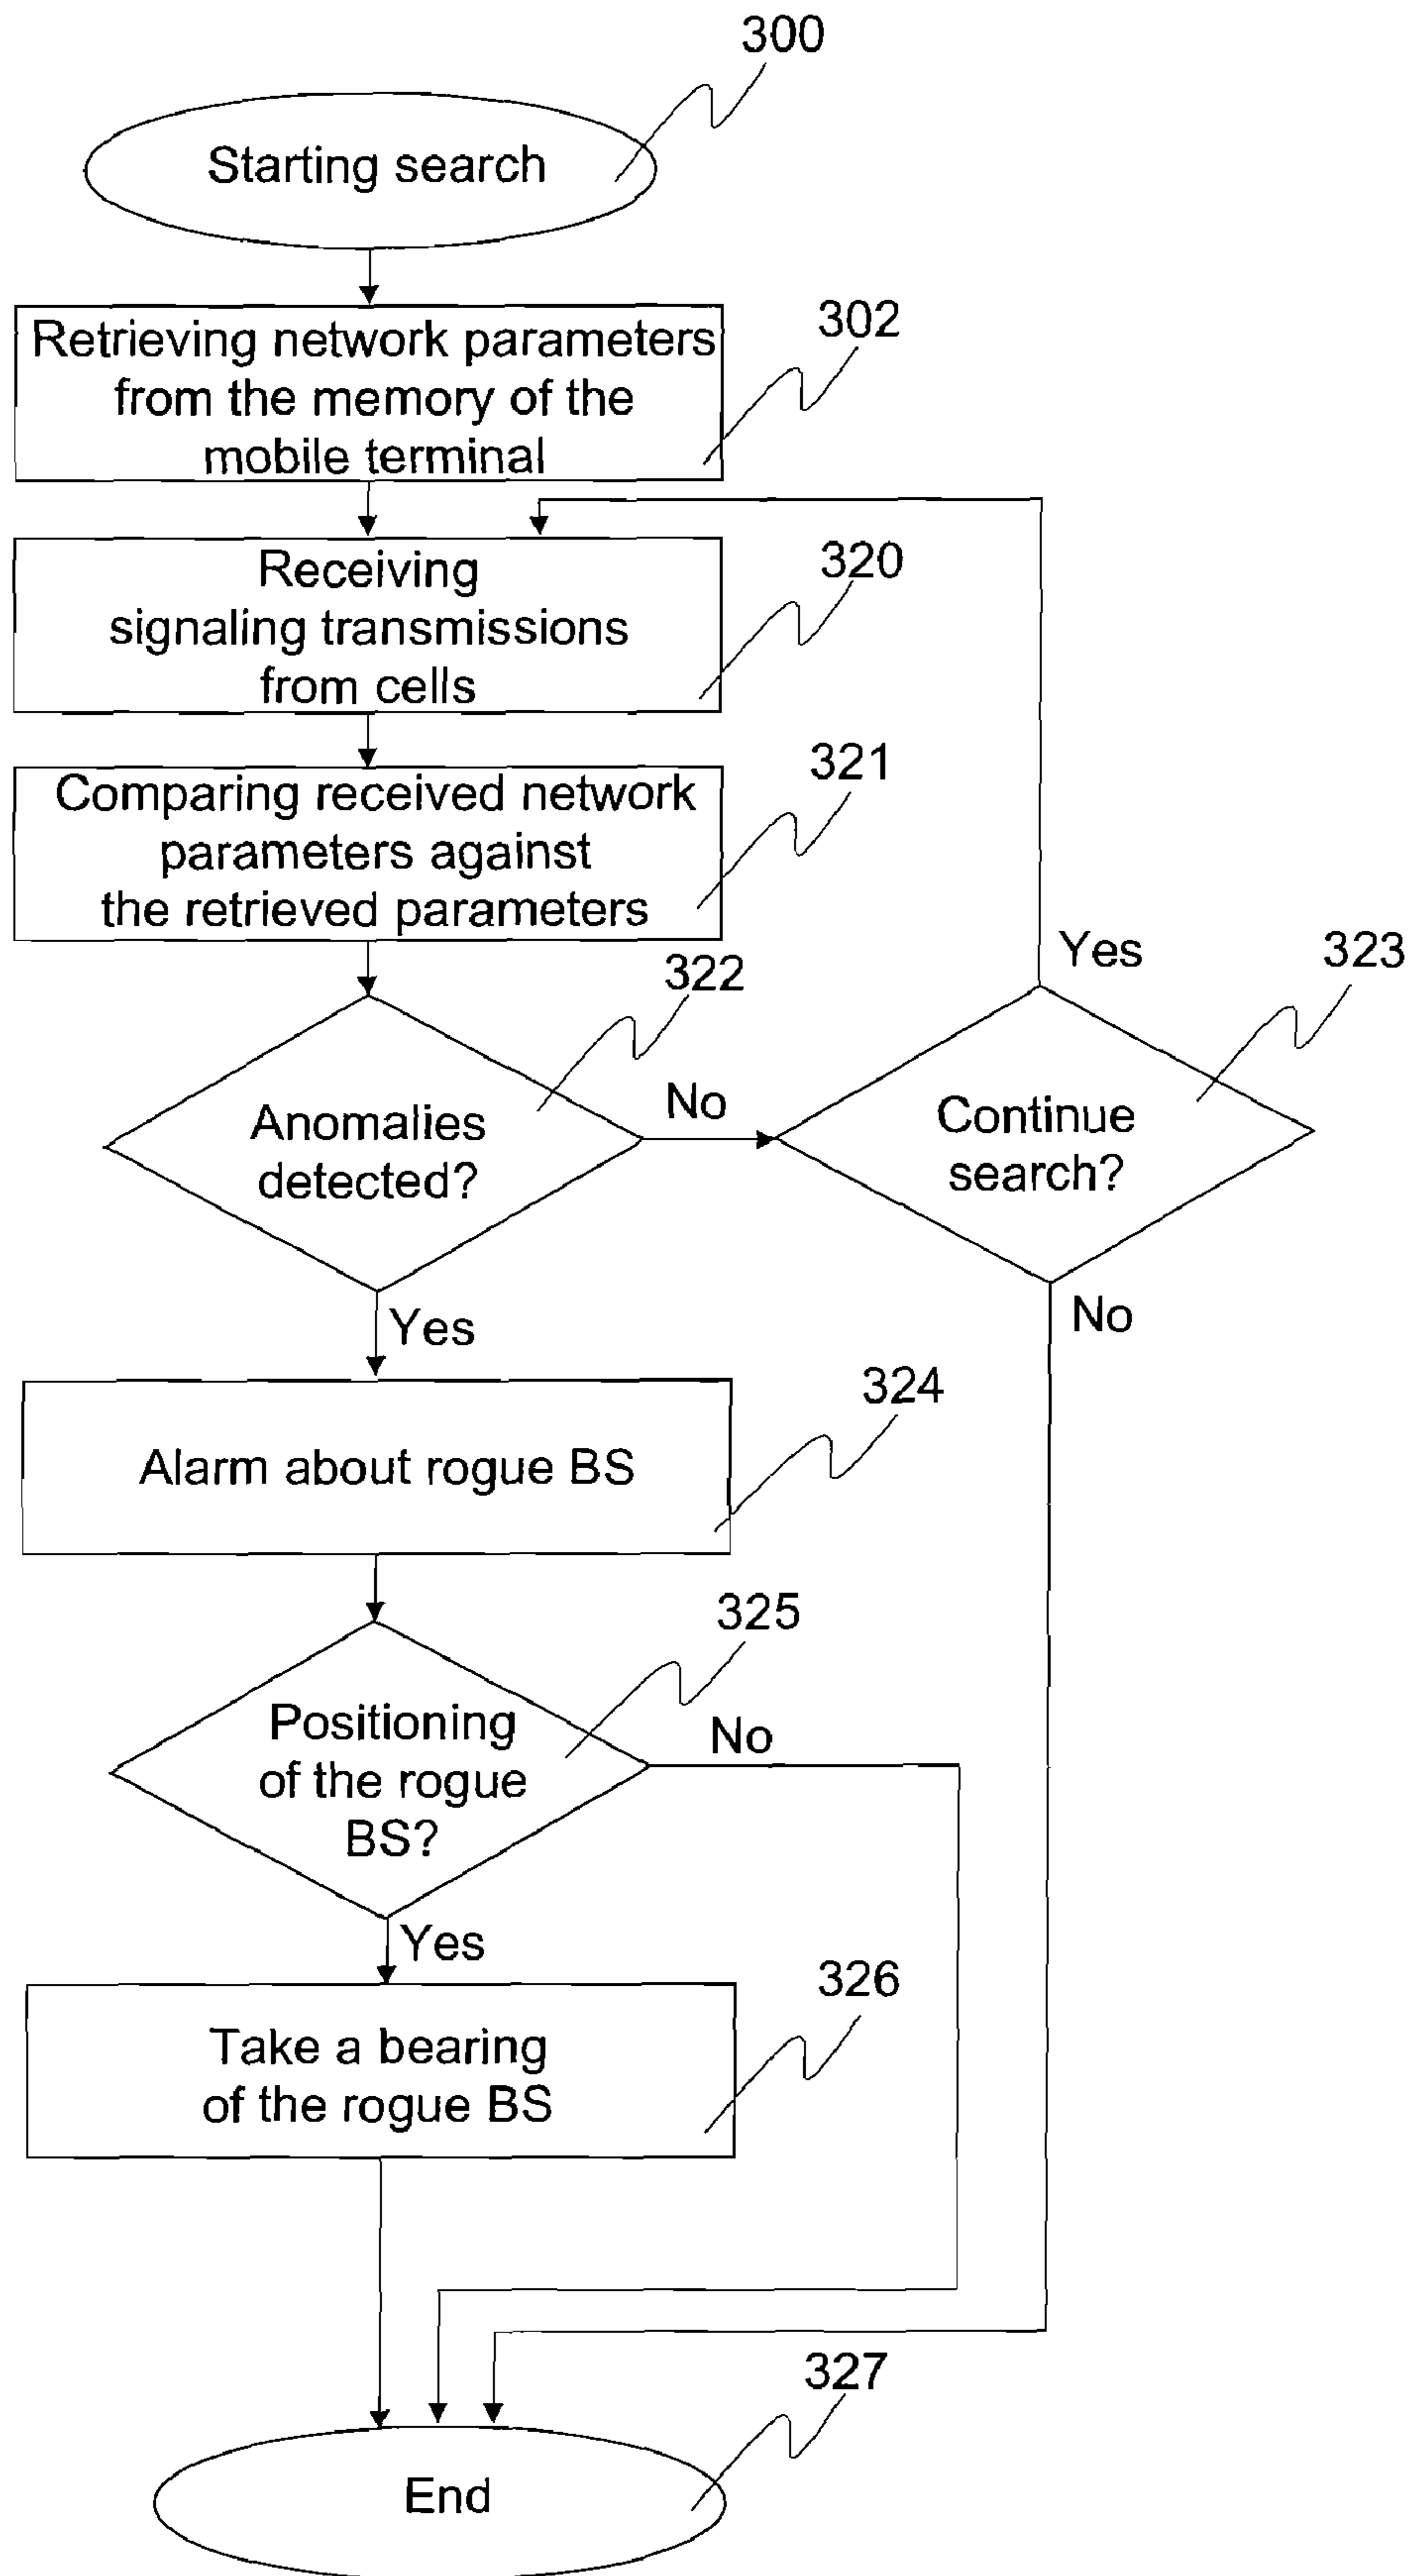 300
Starting search
302
Retrieving network parameters
from the memory of the
mobile terminal
320
Receiving
signaling transmissions
from cells
321
Comparing received network
parameters against
the retrieved parameters
322
Anomalies
detected?
No
Yes
323
Continue
search?
Yes
No
324
Alarm about rogue BS
325
Positioning
of the rogue
BS?
No
Yes
326
Take a bearing
of the rogue BS
327
End